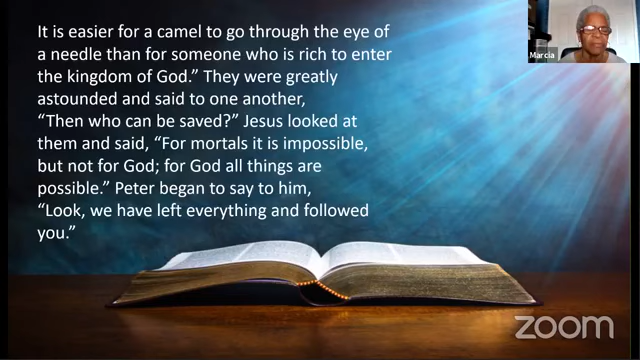 It is easier for a camel to go through the eye of
a needle than for someone who is rich to enter
the kingdom of God.” They were greatly
astounded and said to one another,
“Then who can be saved?” Jesus looked at
them and said, “For mortals it is impossible,
but not for God; for God all things are
possible.” Peter began to say to him,
“Look, we have left everything and followed
you.”
Marcia
zoom